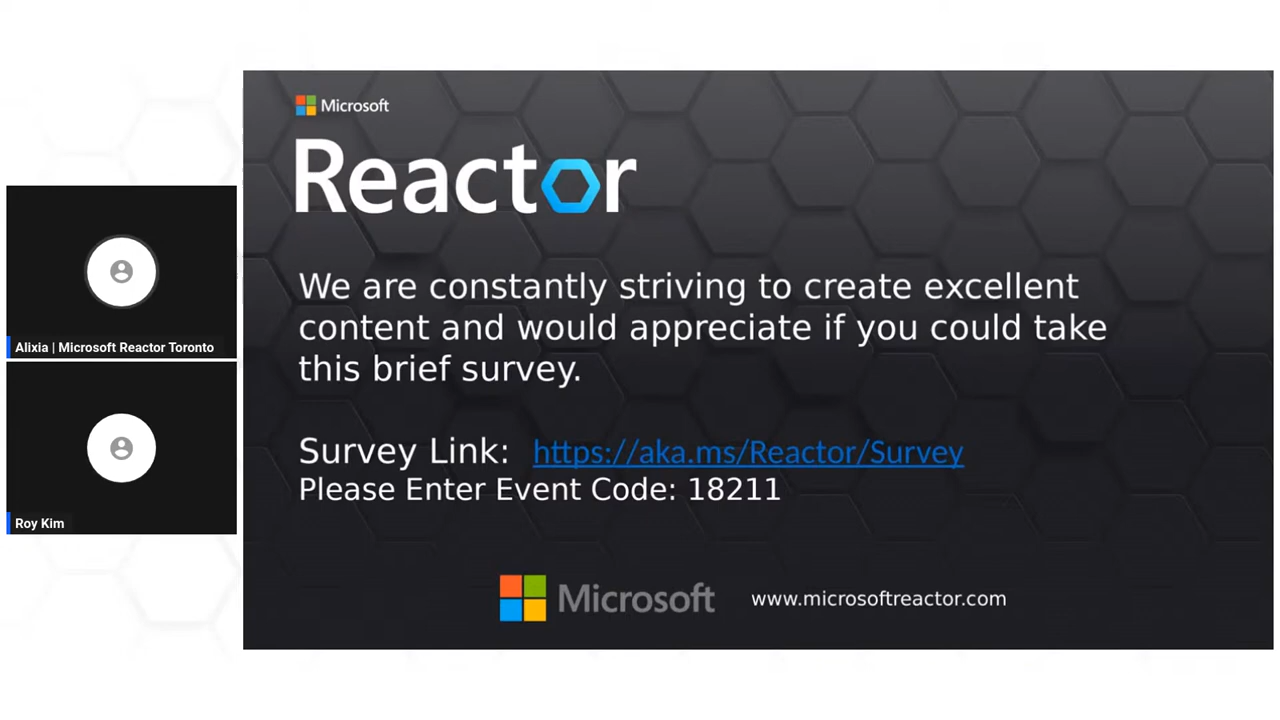 Microsoft
Reactor
We are constantly striving to create excellent
content and would appreciate if you could take
this brief survey.
Survey Link: https://aka.ms/Reactor/Survey
Please Enter Event Code: 18211
Microsoft www.microsoftreactor.com
Alixia | Microsoft Reactor Toronto
Roy Kim